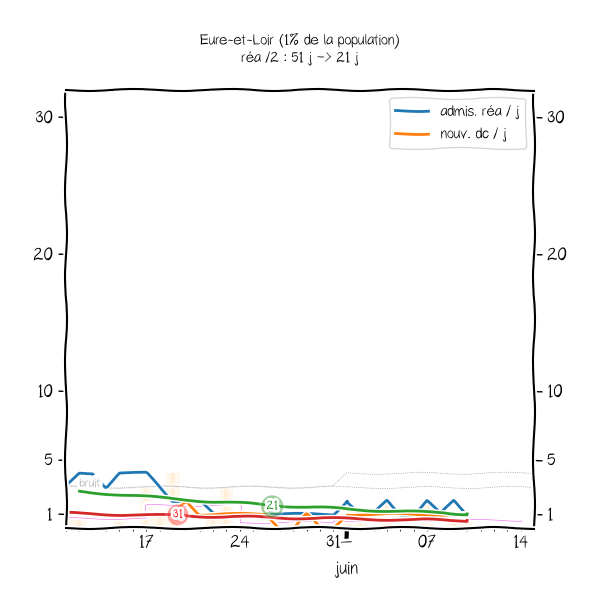 Eure-et-Loir (1% de la population)
réa /2 : 51 j -> 21 j
admis. réa / j
nouv. dc / j
30
30
20
20
10
10
5
5
bruit
1
1
31
21
17
24
31
07
14
juin